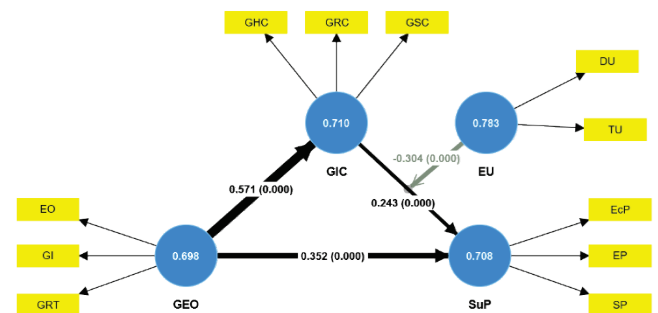 GHC
GRC
GSC
DU
0.710
0.783
TU
-0.304 (0.000)
GIC
EU
0.571 (0.000)
0.243 (0.000)
EO
EcP
GI
0.698
0.352 (0.000)
0.708
EP
GRT
GEO
SuP
SP